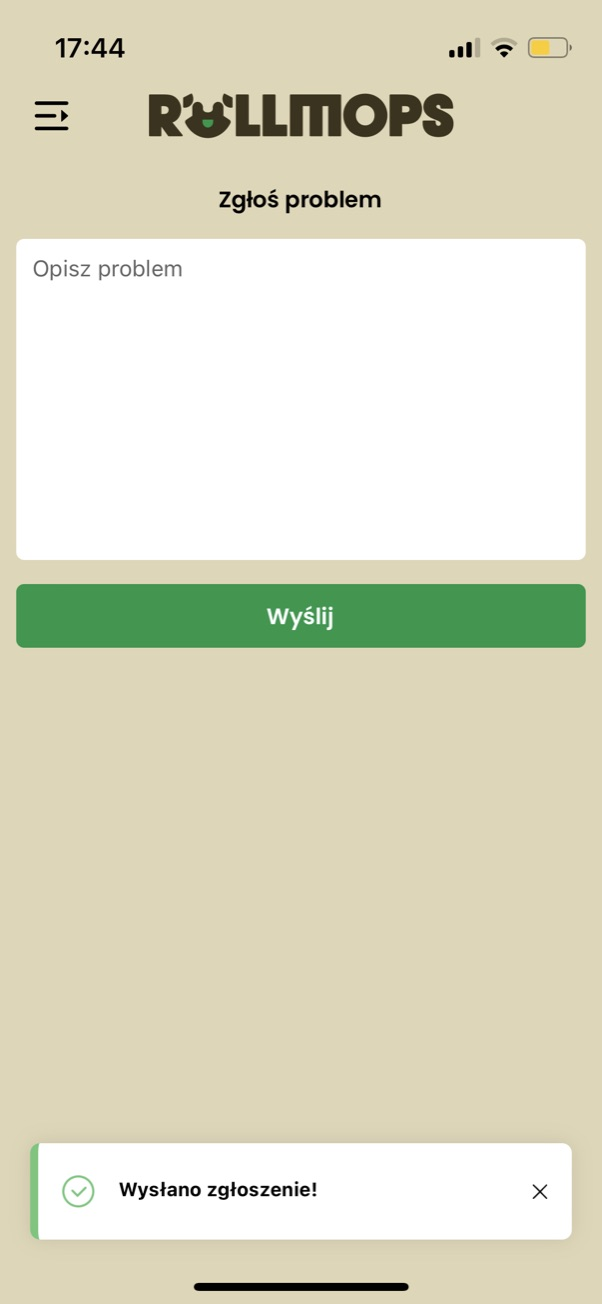 17:44
ROLLMOPS
Zgłoś problem
Opisz problem
Wyślij
Wysłano zgłoszenie!